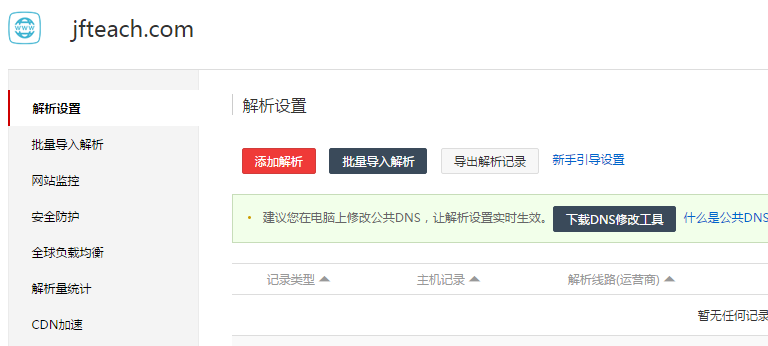 www
jfteach.com
解析设置
批量导入解析
网站监控
安全防护
全球负载均衡
解析量统计
CDN加速
解析设置
添加解析 批量导入解析 导出解析记录 新手引导设置
建议您在电脑上修改公共DNS，让解析设置实时生效。 下载DNS修改工具 什么是公共DNS
记录类型 主机记录 解析线路(运营商)
暂无任何记录